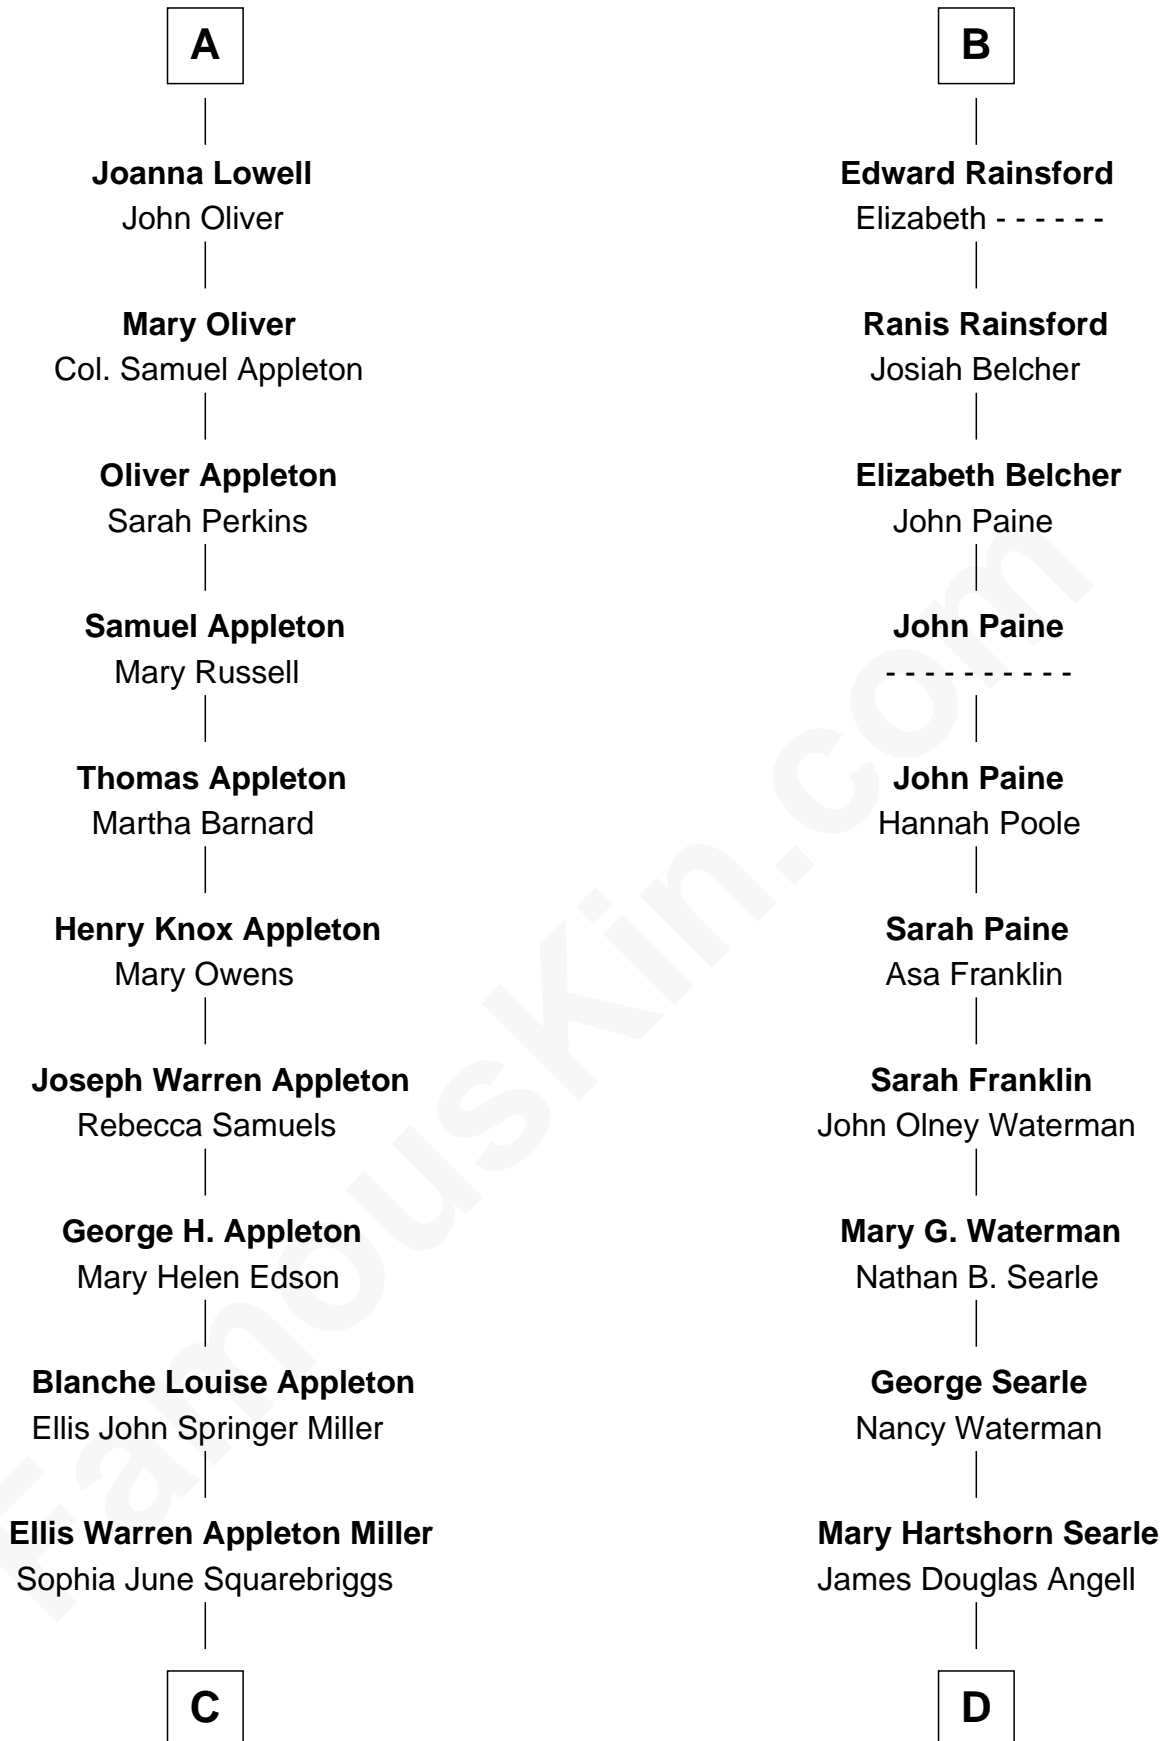 A
Joanna Lowell
John Oliver
Mary Oliver
Col. Samuel Appleton
Oliver Appleton
Sarah Perkins
Samuel Appleton
Mary Russell
Thomas Appleton
Martha Barnard
Henry Knox Appleton
Mary Owens
Joseph Warren Appleton
Rebecca Samuels
George H. Appleton
Mary Helen Edson
Blanche Louise Appleton
Ellis John Springer Miller
Ellis Warren Appleton Miller
Sophia June Squarebriggs
C
B
Edward Rainsford
Elizabeth - - - - - -
Ranis Rainsford
Josiah Belcher
Elizabeth Belcher
John Paine
John Paine
- - - - - - - - - -
John Paine
Hannah Poole
Sarah Paine
Asa Franklin
Sarah Franklin
John Olney Waterman
Mary G. Waterman
Nathan B. Searle
George Searle
Nancy Waterman
Mary Hartshorn Searle
James Douglas Angell
D
FamousKin.com